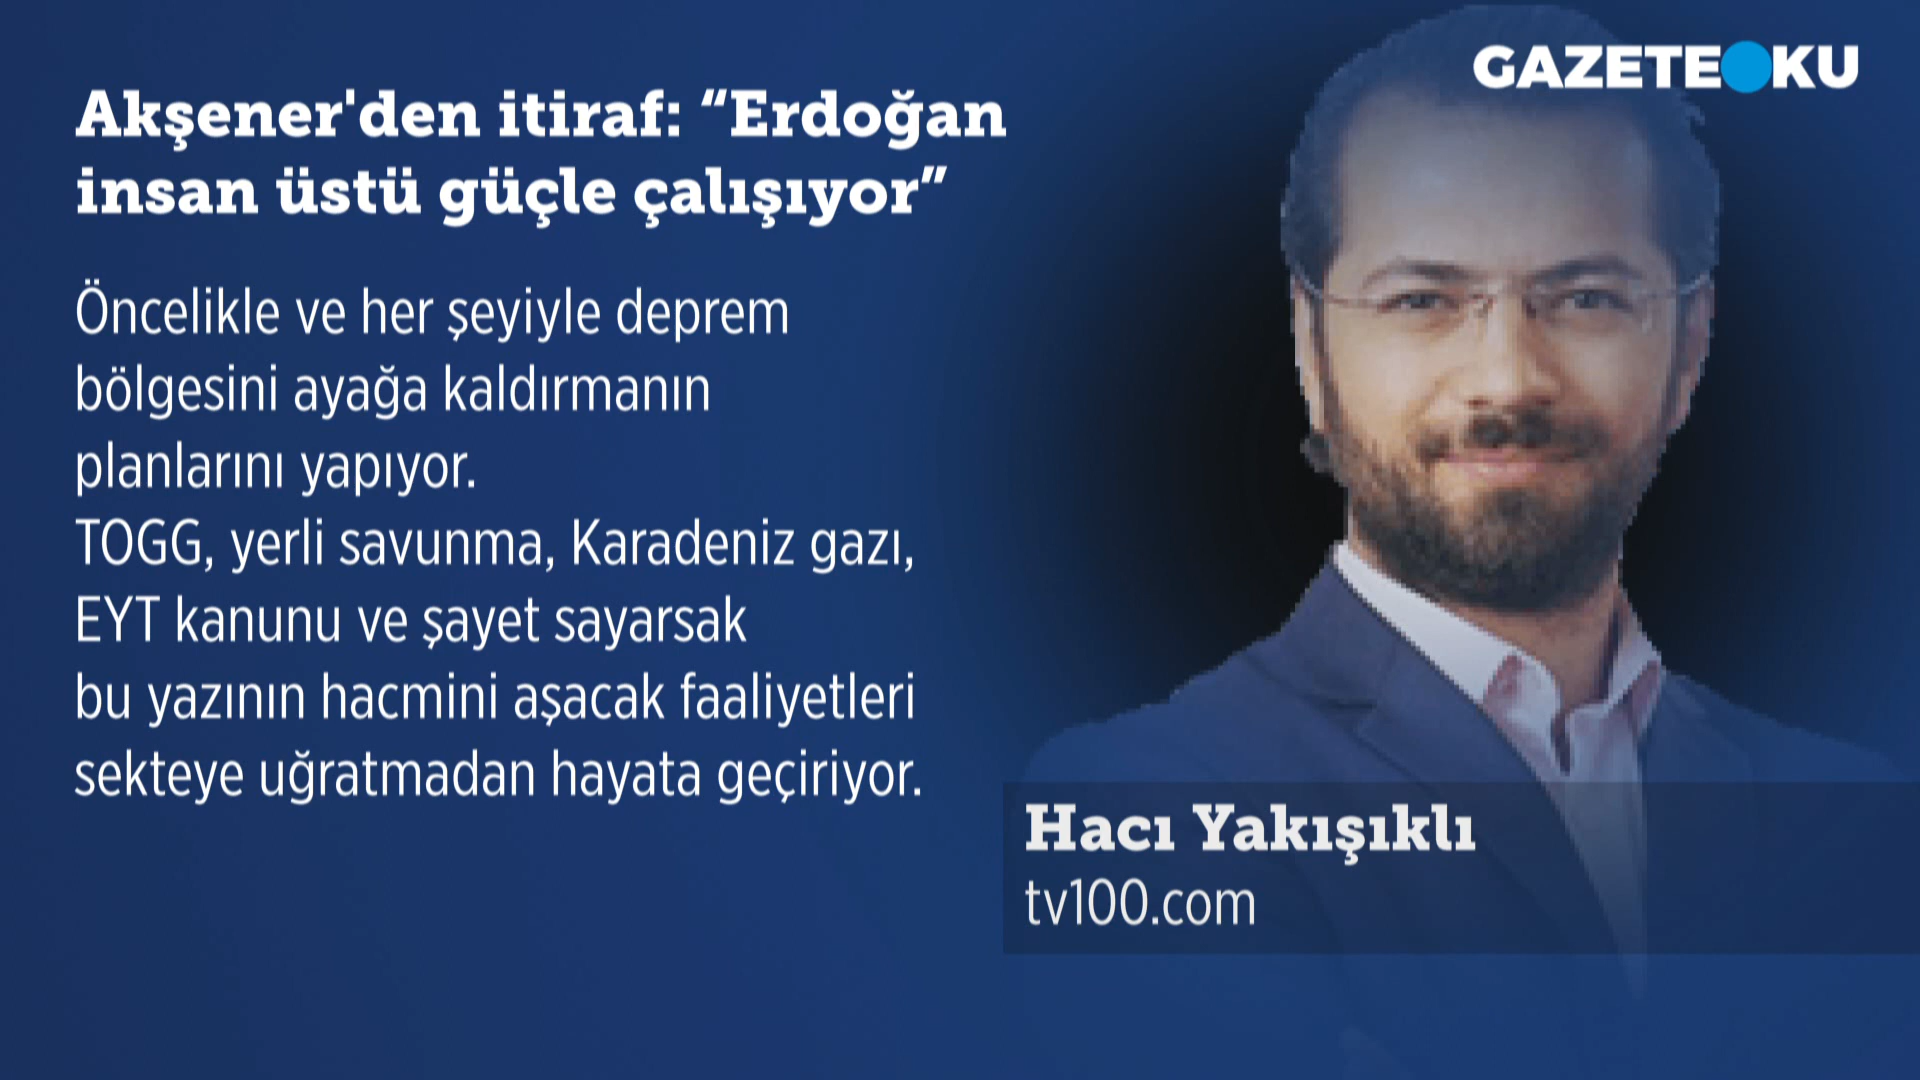 GAZETEOKU
Akşener'den itiraf: “Erdoğan
insan üstü güçle çalışıyor”
Öncelikle ve her şeyiyle deprem
bölgesini ayağa kaldırmanın
planlarını yapıyor.
TOGG, yerli savunma, Karadeniz gazı,
EYT kanunu ve şayet sayarsak
bu yazının hacmini aşacak faaliyetleri
sekteye uğratmadan hayata geçiriyor.
Hacı Yakışıklı
tv100.com